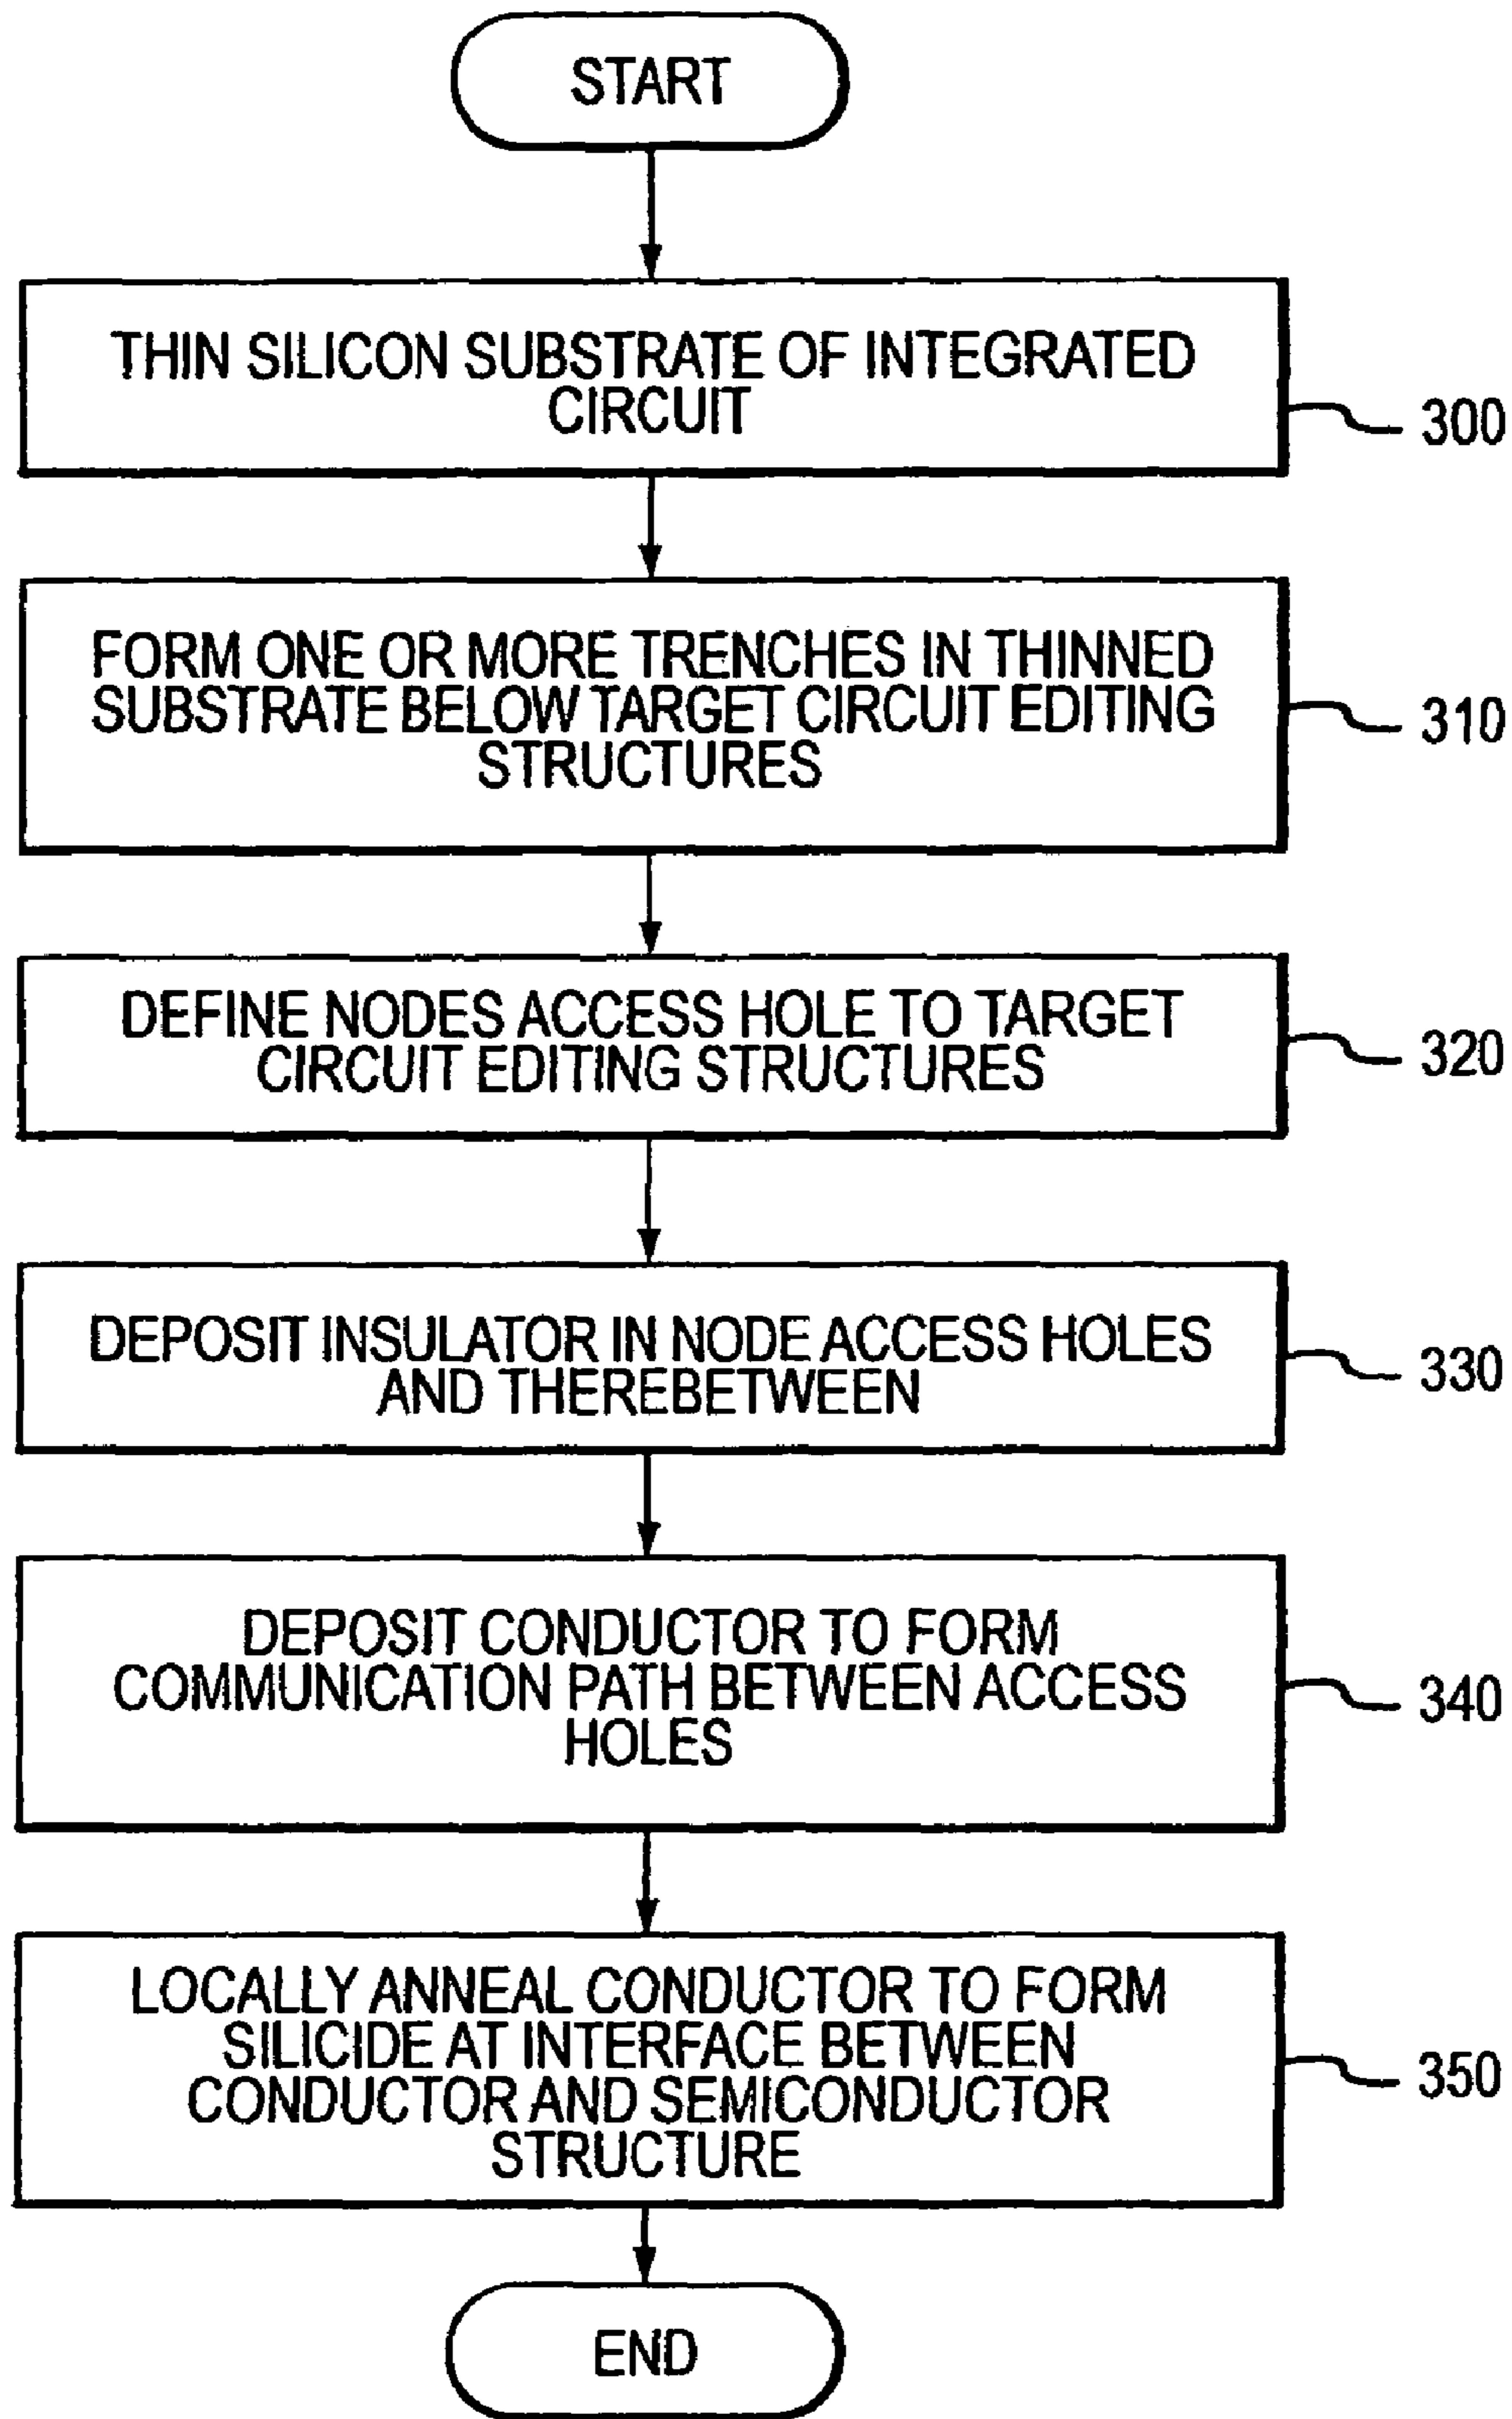 START
THIN SILICON SUBSTRATE OF INTEGRATED
CIRCUIT
300
FORM ONE OR MORE TRENCHES IN THINNED
SUBSTRATE BELOW TARGET CIRCUIT EDITING
STRUCTURES
310
DEFINE NODES ACCESS HOLE TO TARGET
CIRCUIT EDITING STRUCTURES
320
DEPOSIT INSULATOR IN NODE ACCESS HOLES
AND THEREBETWEEN
330
DEPOSIT CONDUCTOR TO FORM
COMMUNICATION PATH BETWEEN ACCESS
HOLES
340
LOCALLY ANNEAL CONDUCTOR TO FORM
SILICIDE AT INTERFACE BETWEEN
CONDUCTOR AND SEMICONDUCTOR
STRUCTURE
350
END